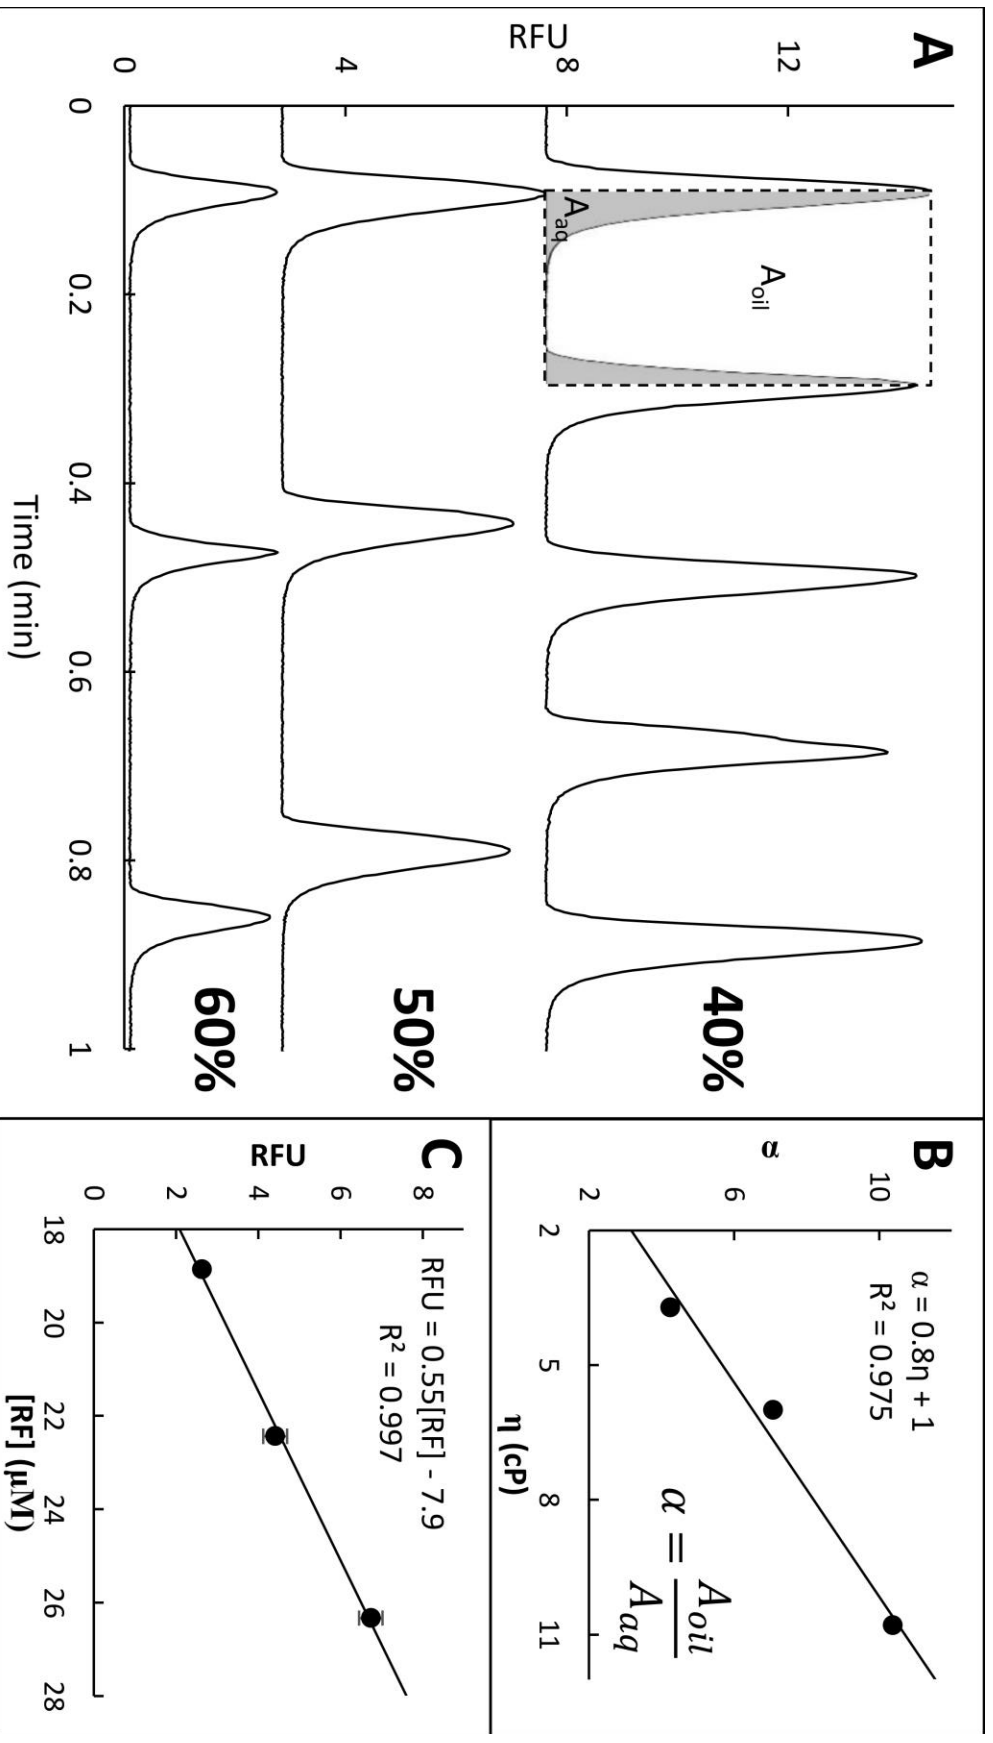 A
RFU
12
8
4
0
A_aq
A_oil
40%
50%
60%
0
0.2
0.4
0.6
0.8
1
Time (min)
B
α
10
6
2
α = 0.8η + 1
R² = 0.975
α = A_oil / A_aq
2
5
8
11
η (cP)
C
RFU
8
6
4
2
0
RFU = 0.55[RF] - 7.9
R² = 0.997
18
20
22
24
26
28
[RF] (μM)